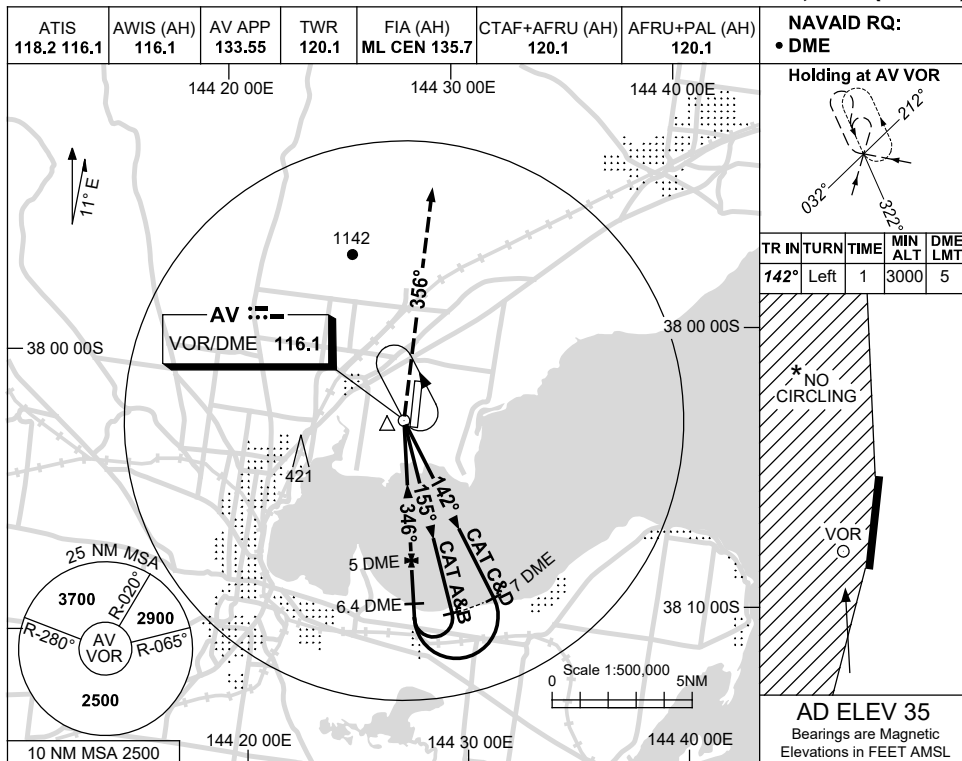 ATIS
118.2 116.1
AWIS (AH)
116.1
AV APP
133.55
TWR
120.1
FIA (AH)
ML CEN 135.7
CTAF+AFRU (AH)
120.1
AFRU+PAL (AH)
120.1
NAVAID RQ:
• DME
144 20 00E
144 30 00E
144 40 00E
11° E
1142
356°
AV
VOR/DME 116.1
38 00 00S
38 00 00S
421
346°
155°
142°
CAT A&B
CAT C&D
5 DME
6.4 DME
7 DME
38 10 00S
25 NM MSA
3700
R-020°
2900
R-280°
AV
VOR
R-065°
2500
Scale 1:500,000
0
5NM
10 NM MSA 2500
144 20 00E
144 30 00E
144 40 00E
Holding at AV VOR
212°
032°
322°
TR IN
TURN
TIME
MIN
ALT
DME
LMT
142°
Left
1
3000
5
* NO
CIRCLING
VOR
AD ELEV 35
Bearings are Magnetic
Elevations in FEET AMSL